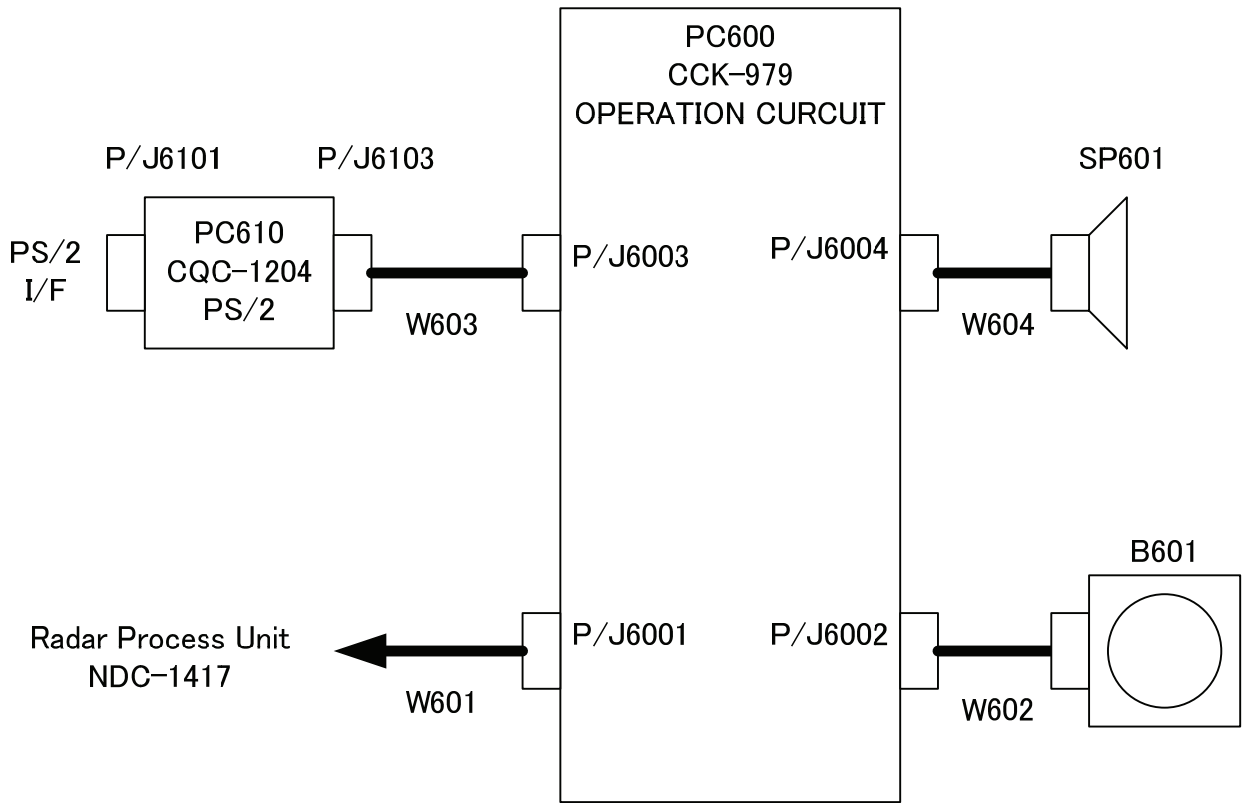 PC600
CCK-979
OPERATION CURCUIT
P/J6101
P/J6103
SP601
PS/2
I/F
PC610
CQC-1204
PS/2
P/J6003
P/J6004
W603
W604
B601
Radar Process Unit
NDC-1417
P/J6001
P/J6002
W601
W602